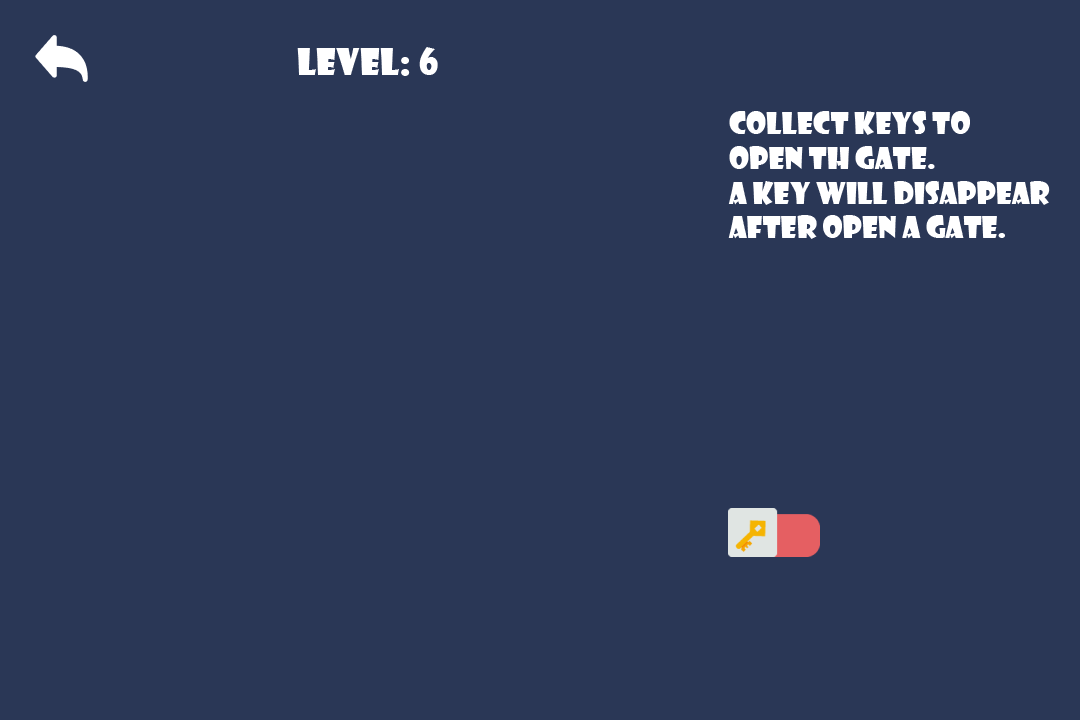 LEVEL: 6
COLLECT KEYS TO
OPEN TH GATE.
A KEY WILL DISAPPEAR
AFTER OPEN A GATE.